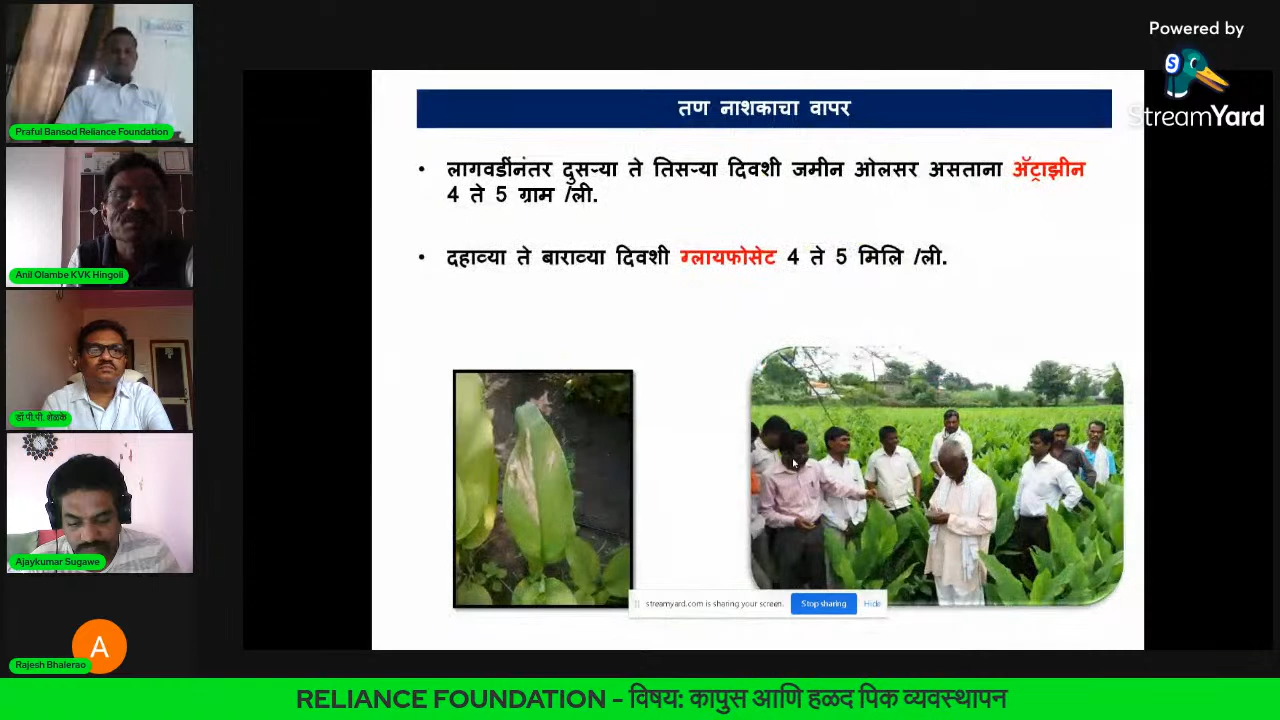 Powered by
StreamYard
Praful Bansod Reliance Foundation
Anil Olambe KVK Hingoli
डॉ पी.पी. शेळके
Ajaykumar Sugawe
A
Rajesh Bhalerao
तण नाशकाचा वापर
• लागवडींनंतर दुसऱ्या ते तिसऱ्या दिवशी जमीन ओलसर असताना अ‍ॅट्राझीन
4 ते 5 ग्राम /ली.
• दहाव्या ते बाराव्या दिवशी ग्लायफोसेट 4 ते 5 मिलि /ली.
streamyard.com is sharing your screen. Stop sharing Hide
RELIANCE FOUNDATION - विषय: कापुस आणि हळद पिक व्यवस्थापन